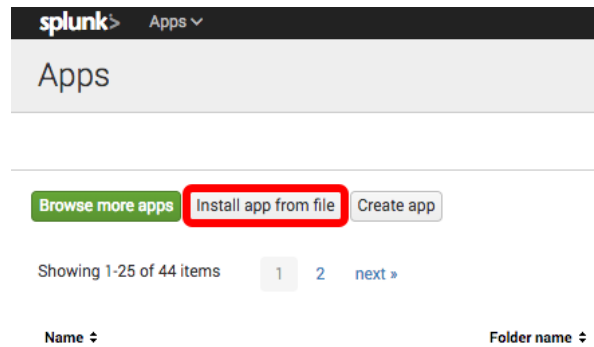 splunk> Apps
Apps
Browse more apps Install app from file Create app
Showing 1-25 of 44 items 1 2 next »
Name Folder name